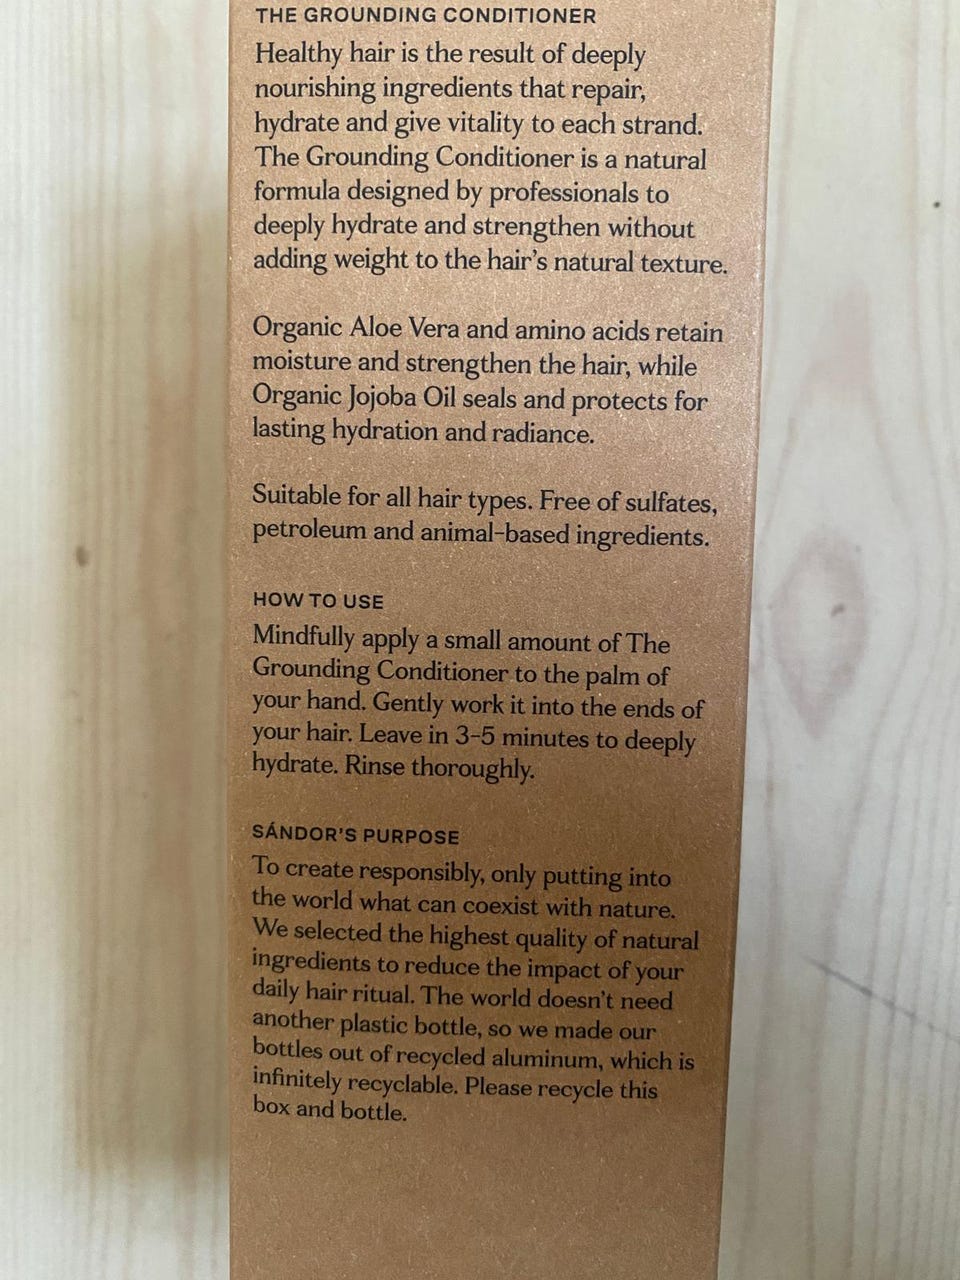 THE GROUNDING CONDITIONER
Healthy hair is the result of deeply
nourishing ingredients that repair,
hydrate and give vitality to each strand.
The Grounding Conditioner is a natural
formula designed by professionals to
deeply hydrate and strengthen without
adding weight to the hair's natural texture.
Organic Aloe Vera and amino acids retain
moisture and strengthen the hair, while
Organic Jojoba Oil seals and protects for
lasting hydration and radiance.
Suitable for all hair types. Free of sulfates,
petroleum and animal-based ingredients.
HOW TO USE
Mindfully apply a small amount of The
Grounding Conditioner to the palm of
your hand. Gently work it into the ends of
your hair. Leave in 3-5 minutes to deeply
hydrate. Rinse thoroughly.
SÁNDOR'S PURPOSE
To create responsibly, only putting into
the world what can coexist with nature.
We selected the highest quality of natural
ingredients to reduce the impact of your
daily hair ritual. The world doesn't need
another plastic bottle, so we made our
bottles out of recycled aluminum, which is
infinitely recyclable. Please recycle this
box and bottle.